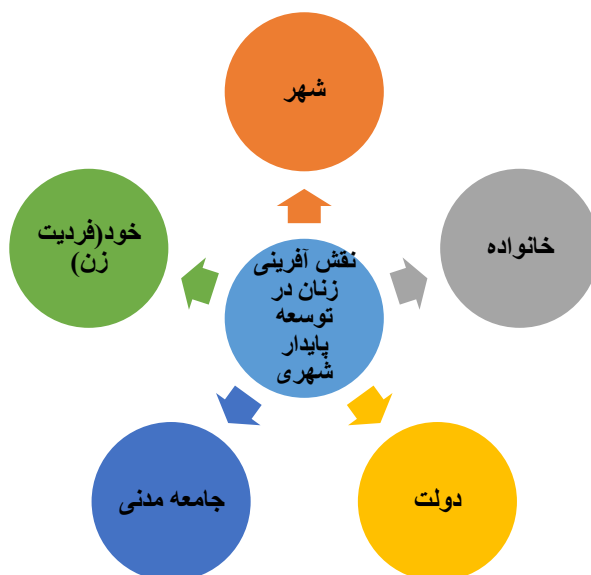 شهر
خانواده
دولت
جامعه مدنی
خود(فردیت
زن)
نقش آفرینی
زنان در
توسعه
پایدار
شهری